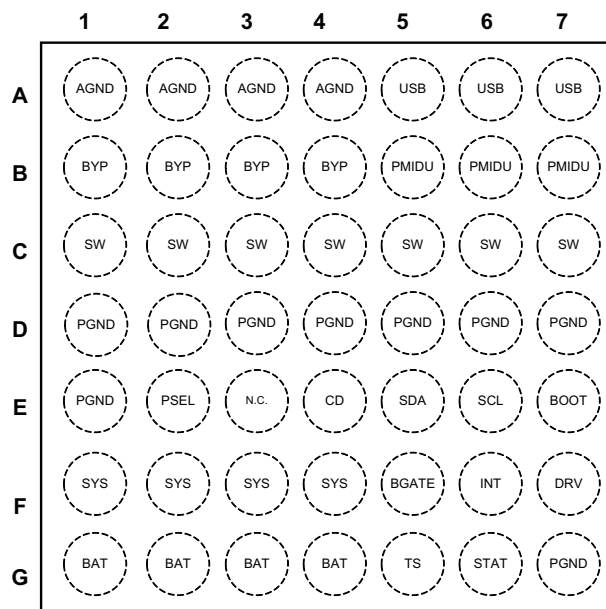 1 2 3 4 5 6 7
A AGND AGND AGND AGND USB USB USB
B BYP BYP BYP BYP PMIDU PMIDU PMIDU
C SW SW SW SW SW SW SW
D PGND PGND PGND PGND PGND PGND PGND
E PGND PSEL N.C. CD SDA SCL BOOT
F SYS SYS SYS SYS BGATE INT DRV
G BAT BAT BAT BAT TS STAT PGND